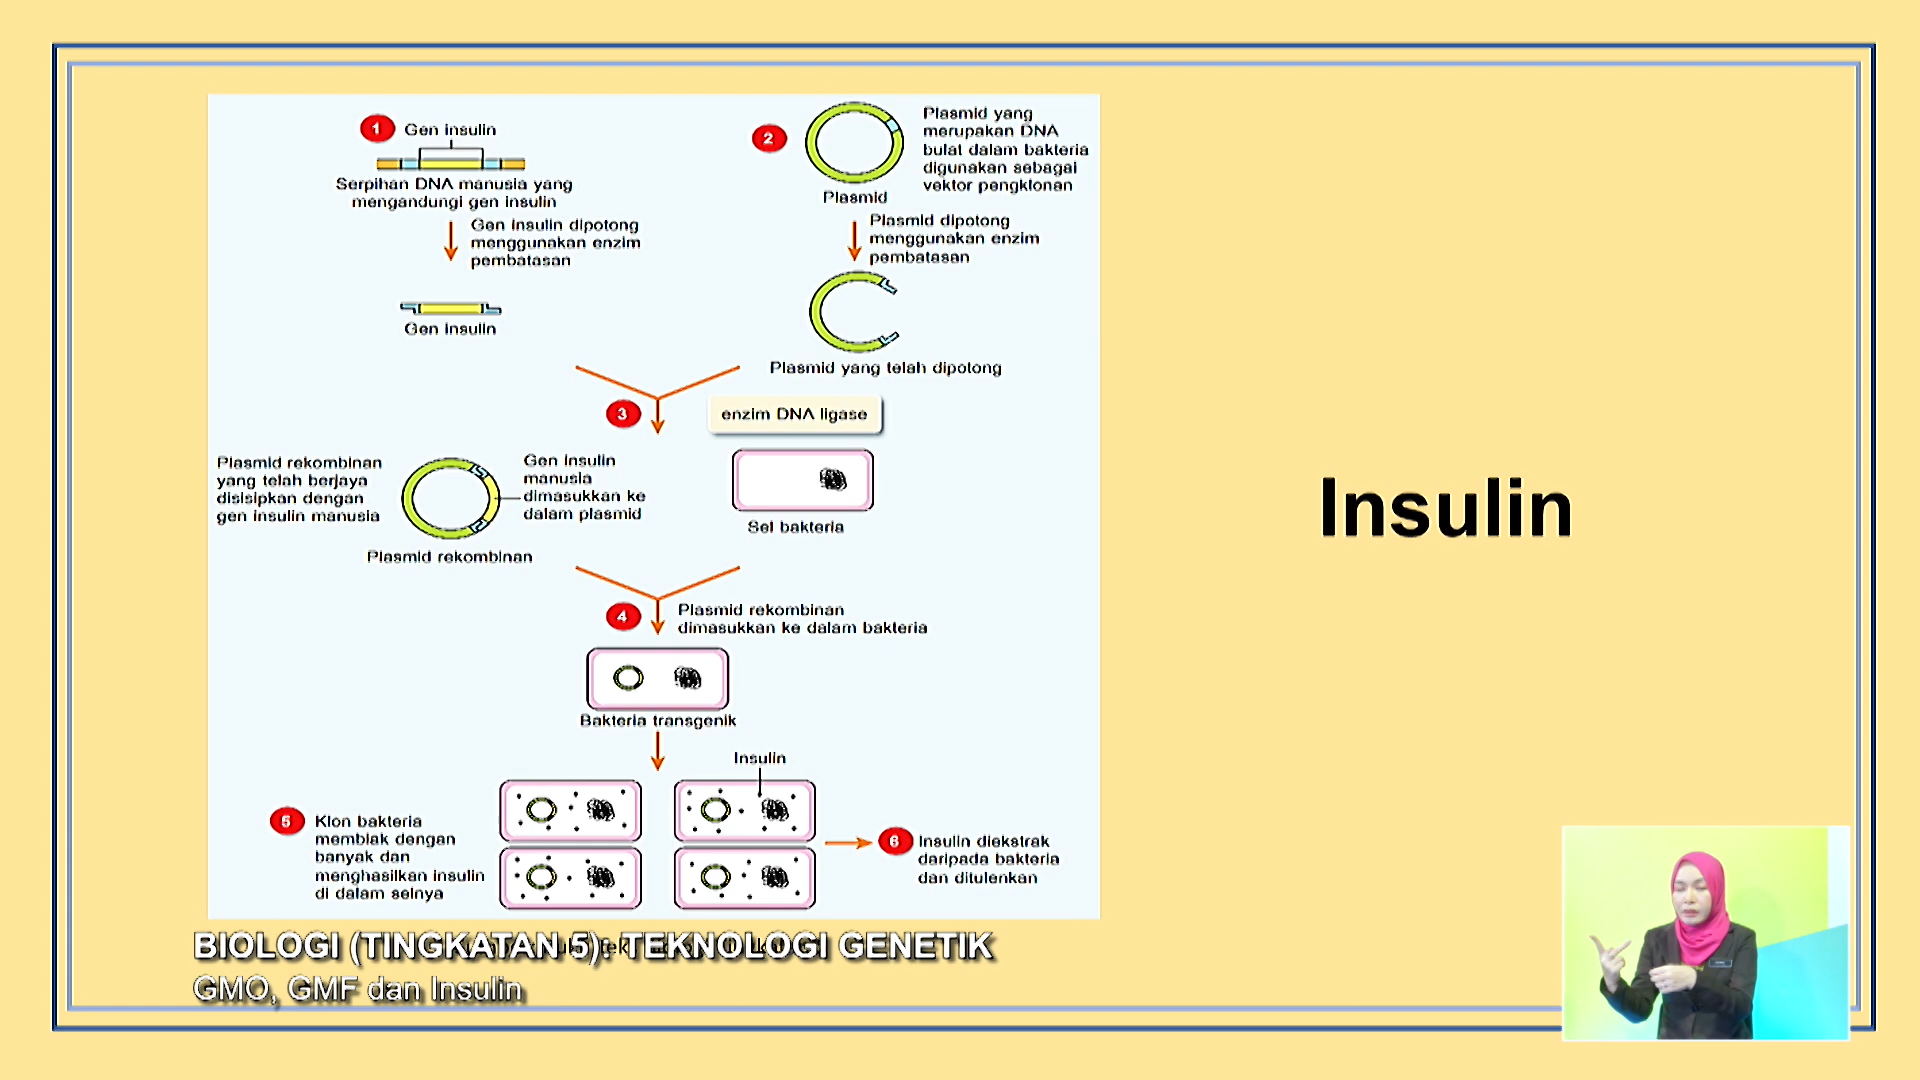 1
Gen insulin
Serpihan DNA manusia yang
mengandungi gen insulin
Gen insulin dipotong
menggunakan enzim
pembatasan
Gen insulin
2
Plasmid yang
merupakan DNA
bulat dalam bakteria
digunakan sebagai
vektor pengklonan
Plasmid
Plasmid dipotong
menggunakan enzim
pembatasan
Plasmid yang telah dipotong
3
enzim DNA ligase
Plasmid rekombinan
yang telah berjaya
disisipkan dengan
gen insulin manusia
Gen insulin
manusia
dimasukkan ke
dalam plasmid
Plasmid rekombinan
Sel bakteria
4
Plasmid rekombinan
dimasukkan ke dalam bakteria
Bakteria transgenik
Insulin
5
Klon bakteria
membiak dengan
banyak dan
menghasilkan insulin
di dalam selnya
6
Insulin diekstrak
daripada bakteria
dan ditulenkan
Insulin
BIOLOGI (TINGKATAN 5): TEKNOLOGI GENETIK
GMO, GMF dan Insulin